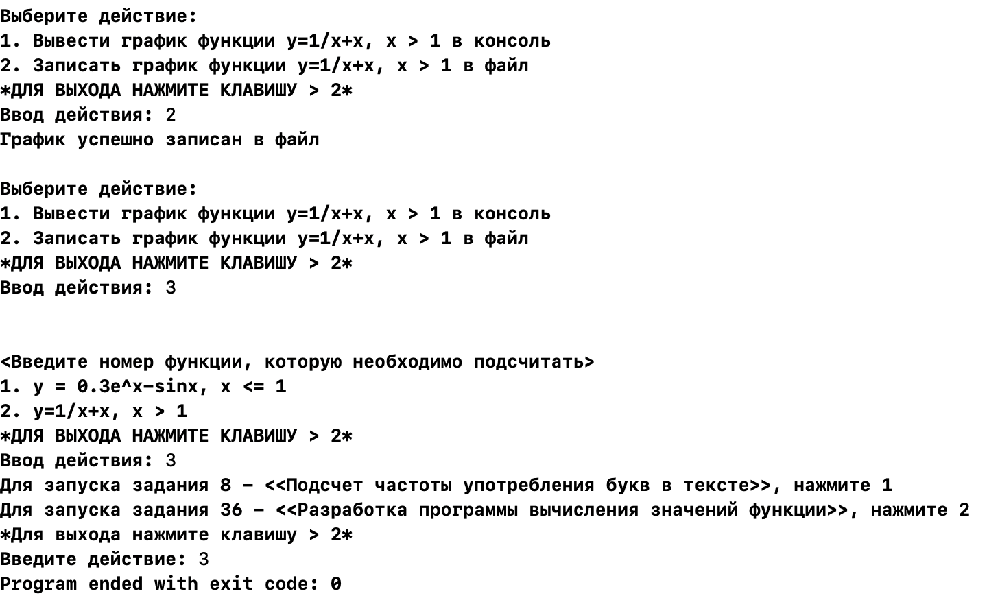 Выберите действие:
1. Вывести график функции y=1/x+x, x > 1 в консоль
2. Записать график функции y=1/x+x, x > 1 в файл
*ДЛЯ ВЫХОДА НАЖМИТЕ КЛАВИШУ > 2*
Ввод действия: 2
График успешно записан в файл
Выберите действие:
1. Вывести график функции y=1/x+x, x > 1 в консоль
2. Записать график функции y=1/x+x, x > 1 в файл
*ДЛЯ ВЫХОДА НАЖМИТЕ КЛАВИШУ > 2*
Ввод действия: 3
<Введите номер функции, которую необходимо подсчитать>
1. y = 0.3e^x-sinx, x <= 1
2. y=1/x+x, x > 1
*ДЛЯ ВЫХОДА НАЖМИТЕ КЛАВИШУ > 2*
Ввод действия: 3
Для запуска задания 8 - <<Подсчет частоты употребления букв в тексте>>, нажмите 1
Для запуска задания 36 - <<Разработка программы вычисления значений функции>>, нажмите 2
*Для выхода нажмите клавишу > 2*
Введите действие: 3
Program ended with exit code: 0